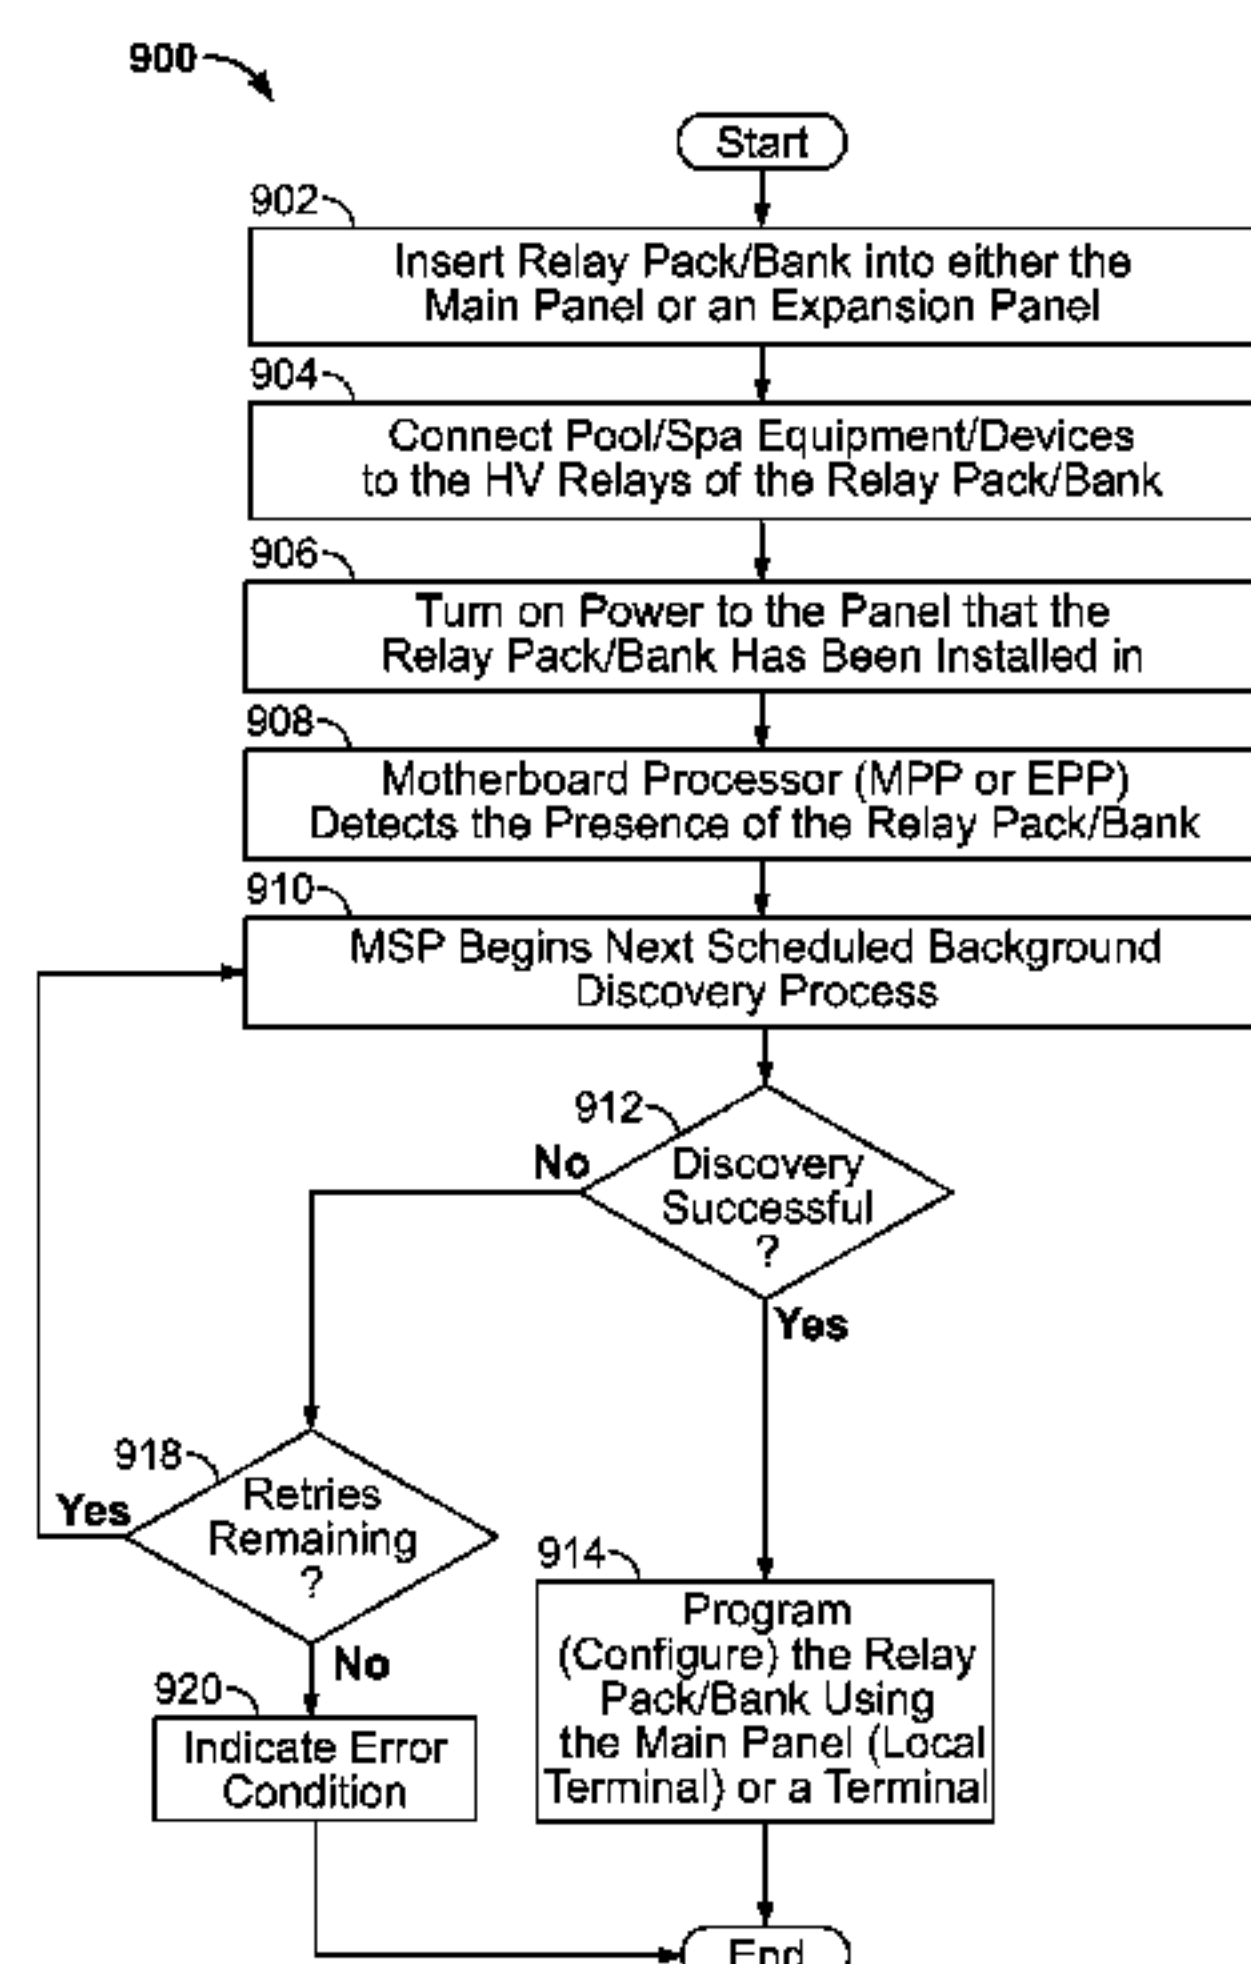 900
Start
902
Insert Relay Pack/Bank into either the
Main Panel or an Expansion Panel
904
Connect Pool/Spa Equipment/Devices
to the HV Relays of the Relay Pack/Bank
906
Turn on Power to the Panel that the
Relay Pack/Bank Has Been Installed in
908
Motherboard Processor (MPP or EPP)
Detects the Presence of the Relay Pack/Bank
910
MSP Begins Next Scheduled Background
Discovery Process
912
No
Discovery
Successful
?
Yes
918
Yes
Retries
Remaining
?
No
914
Program
(Configure) the Relay
Pack/Bank Using
the Main Panel (Local
Terminal) or a Terminal
920
Indicate Error
Condition
End